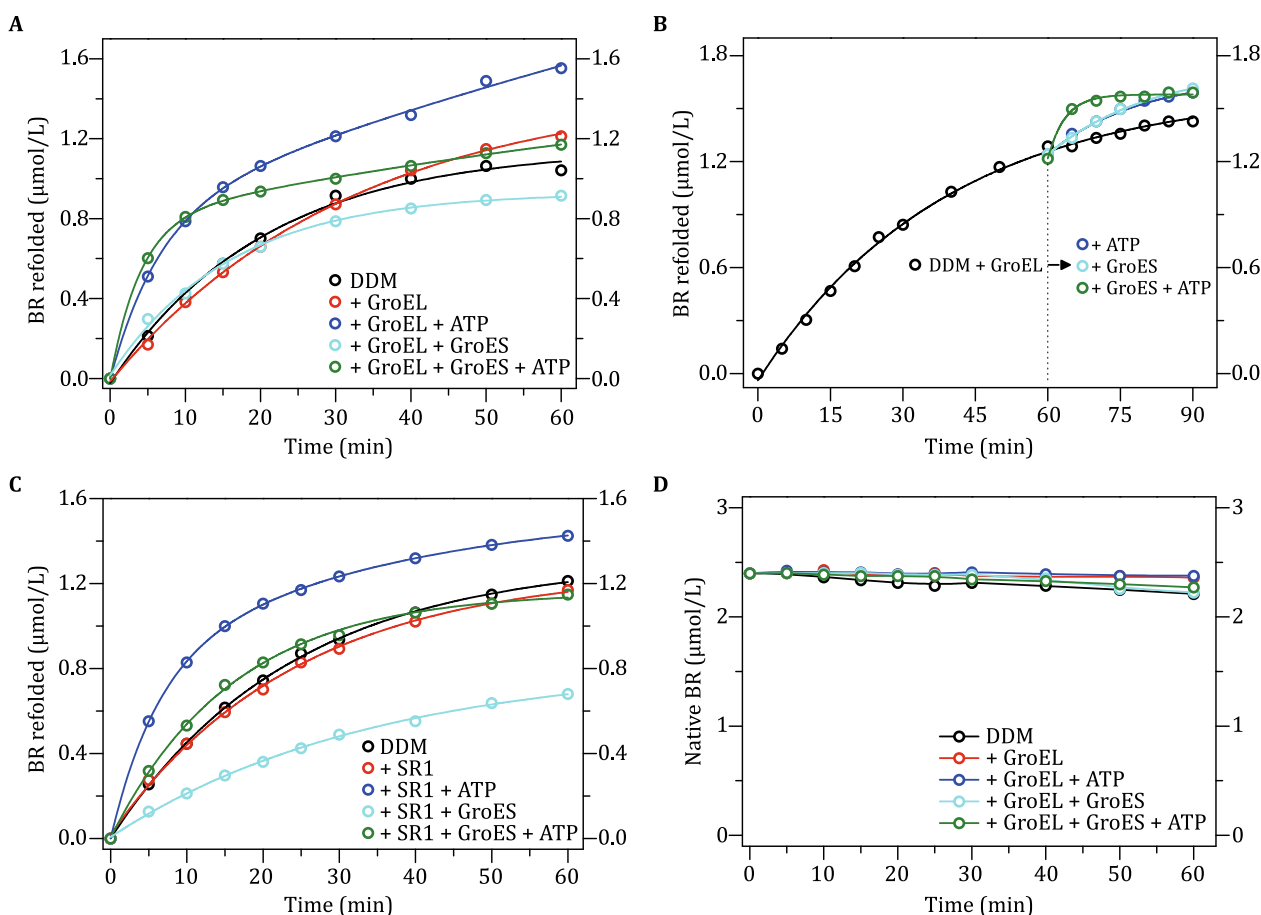 A
BR refolded (μmol/L)
1.6
1.2
0.8
0.4
0.0
1.6
1.2
0.8
0.4
0.0
DDM
+ GroEL
+ GroEL + ATP
+ GroEL + GroES
+ GroEL + GroES + ATP
0 10 20 30 40 50 60
Time (min)
B
BR refolded (μmol/L)
1.8
1.2
0.6
0.0
1.8
1.2
0.6
0.0
DDM + GroEL
+ ATP
+ GroES
+ GroES + ATP
0 15 30 45 60 75 90
Time (min)
C
BR refolded (μmol/L)
1.6
1.2
0.8
0.4
0.0
1.6
1.2
0.8
0.4
0.0
DDM
+ SR1
+ SR1 + ATP
+ SR1 + GroES
+ SR1 + GroES + ATP
0 10 20 30 40 50 60
Time (min)
D
Native BR (μmol/L)
3
2
1
0
3
2
1
0
DDM
+ GroEL
+ GroEL + ATP
+ GroEL + GroES
+ GroEL + GroES + ATP
0 10 20 30 40 50 60
Time (min)